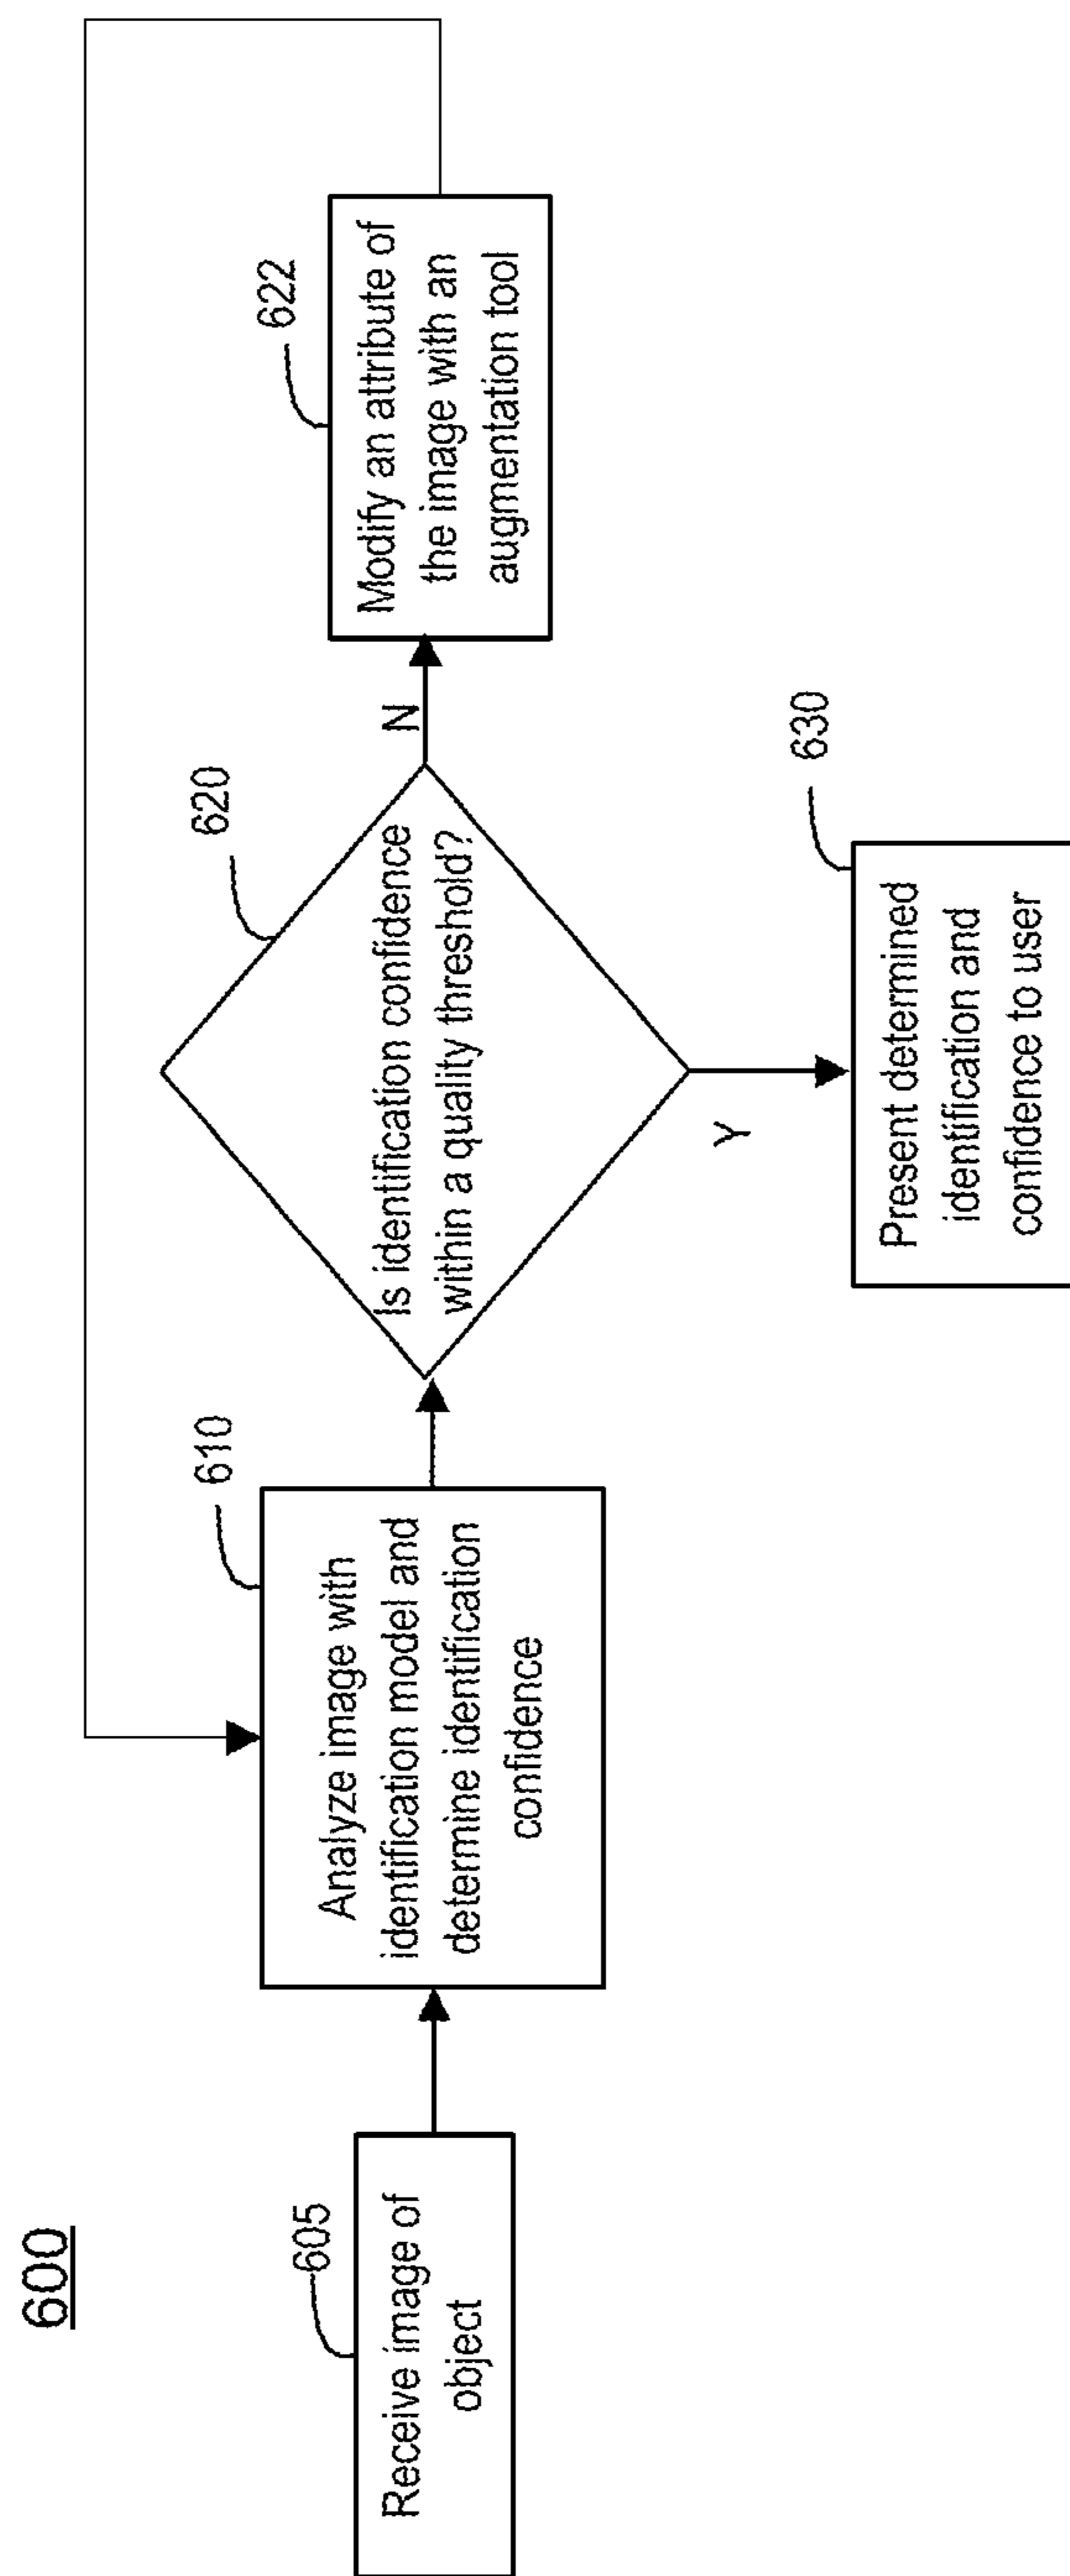 600
605
Receive image of
object
610
Analyze image with
identification model and
determine identification
confidence
620
Is identification confidence
within a quality threshold?
N
622
Modify an attribute of
the image with an
augmentation tool
Y
630
Present determined
identification and
confidence to user